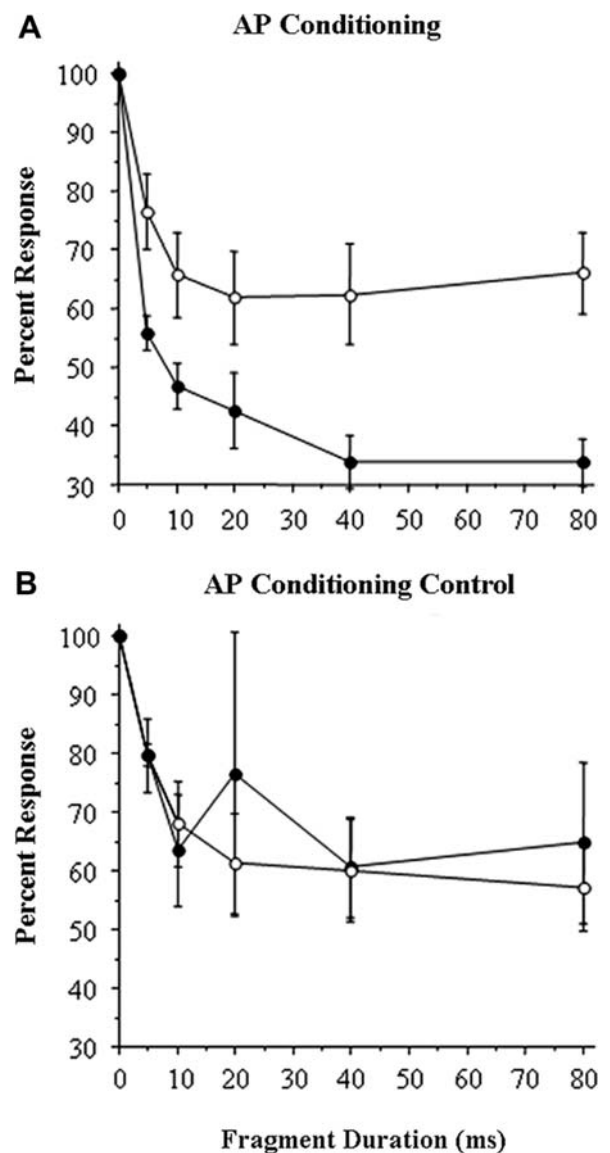 A
AP Conditioning
Percent Response
100
90
80
70
60
50
40
30
0 10 20 30 40 50 60 70 80
B
AP Conditioning Control
Percent Response
100
90
80
70
60
50
40
30
0 10 20 30 40 50 60 70 80
Fragment Duration (ms)